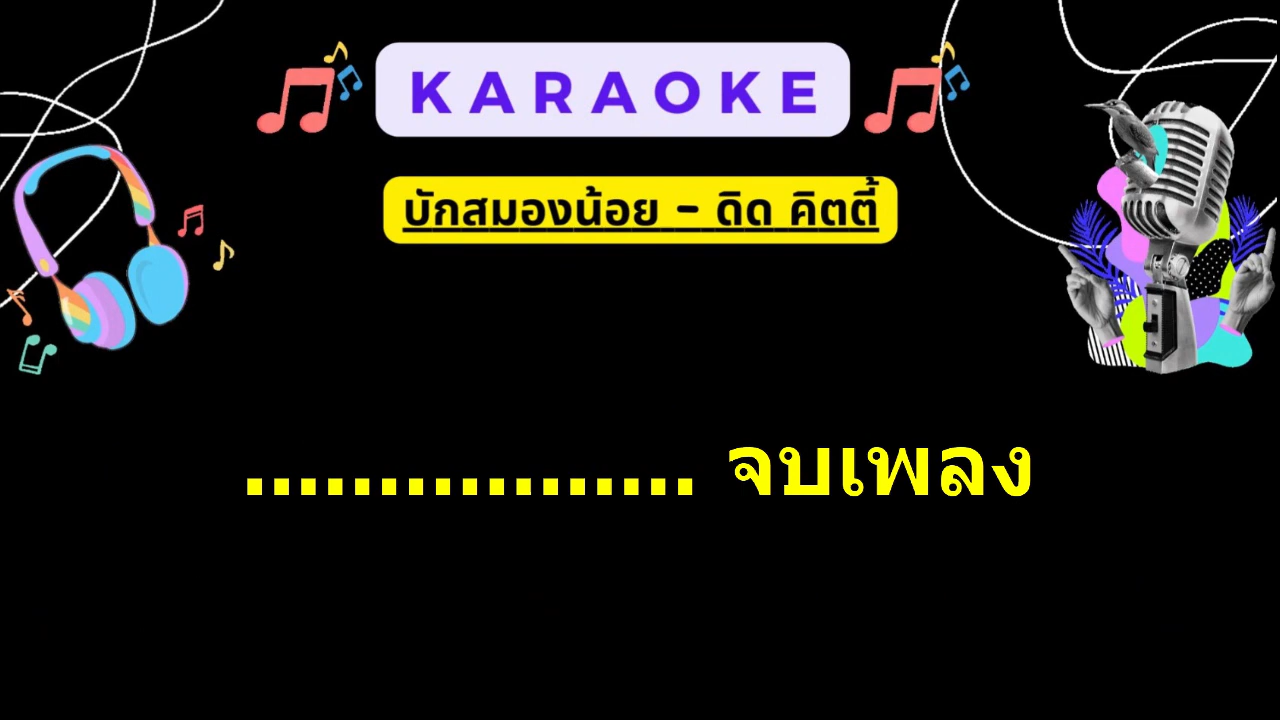 KARAOKE
บักสมองน้อย - ดิด คิตตี้
................. จบเพลง